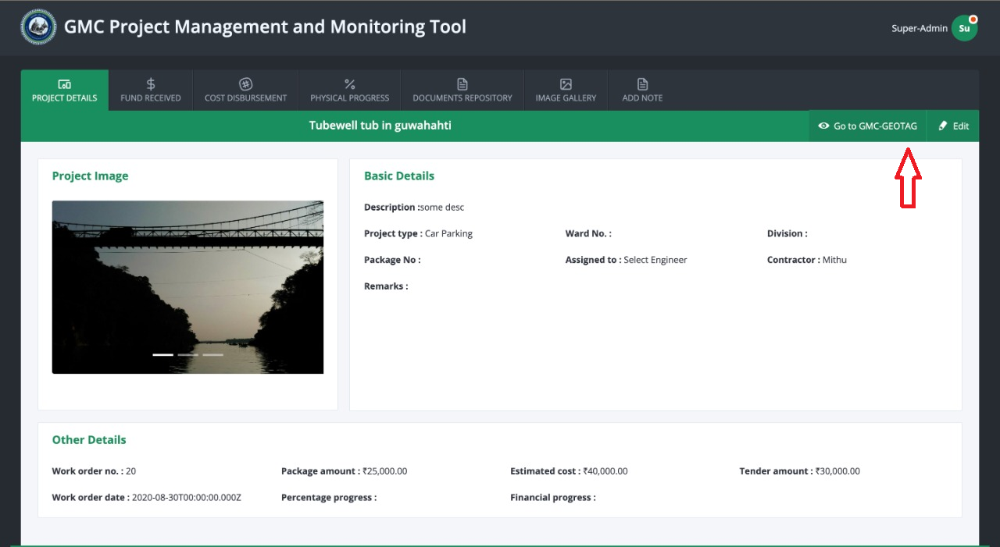 GMC Project Management and Monitoring Tool
Super-Admin Su
PROJECT DETAILS FUND RECEIVED COST DISBURSEMENT PHYSICAL PROGRESS DOCUMENTS REPOSITORY IMAGE GALLERY ADD NOTE
Tubewell tub in guwahahti Go to GMC-GEOTAG Edit
Project Image
Basic Details
Description :some desc
Project type : Car Parking Ward No. : Division :
Package No : Assigned to : Select Engineer Contractor : Mithu
Remarks :
Other Details
Work order no. : 20 Package amount : ₹25,000.00 Estimated cost : ₹40,000.00 Tender amount : ₹30,000.00
Work order date : 2020-08-30T00:00:00.000Z Percentage progress : Financial progress :